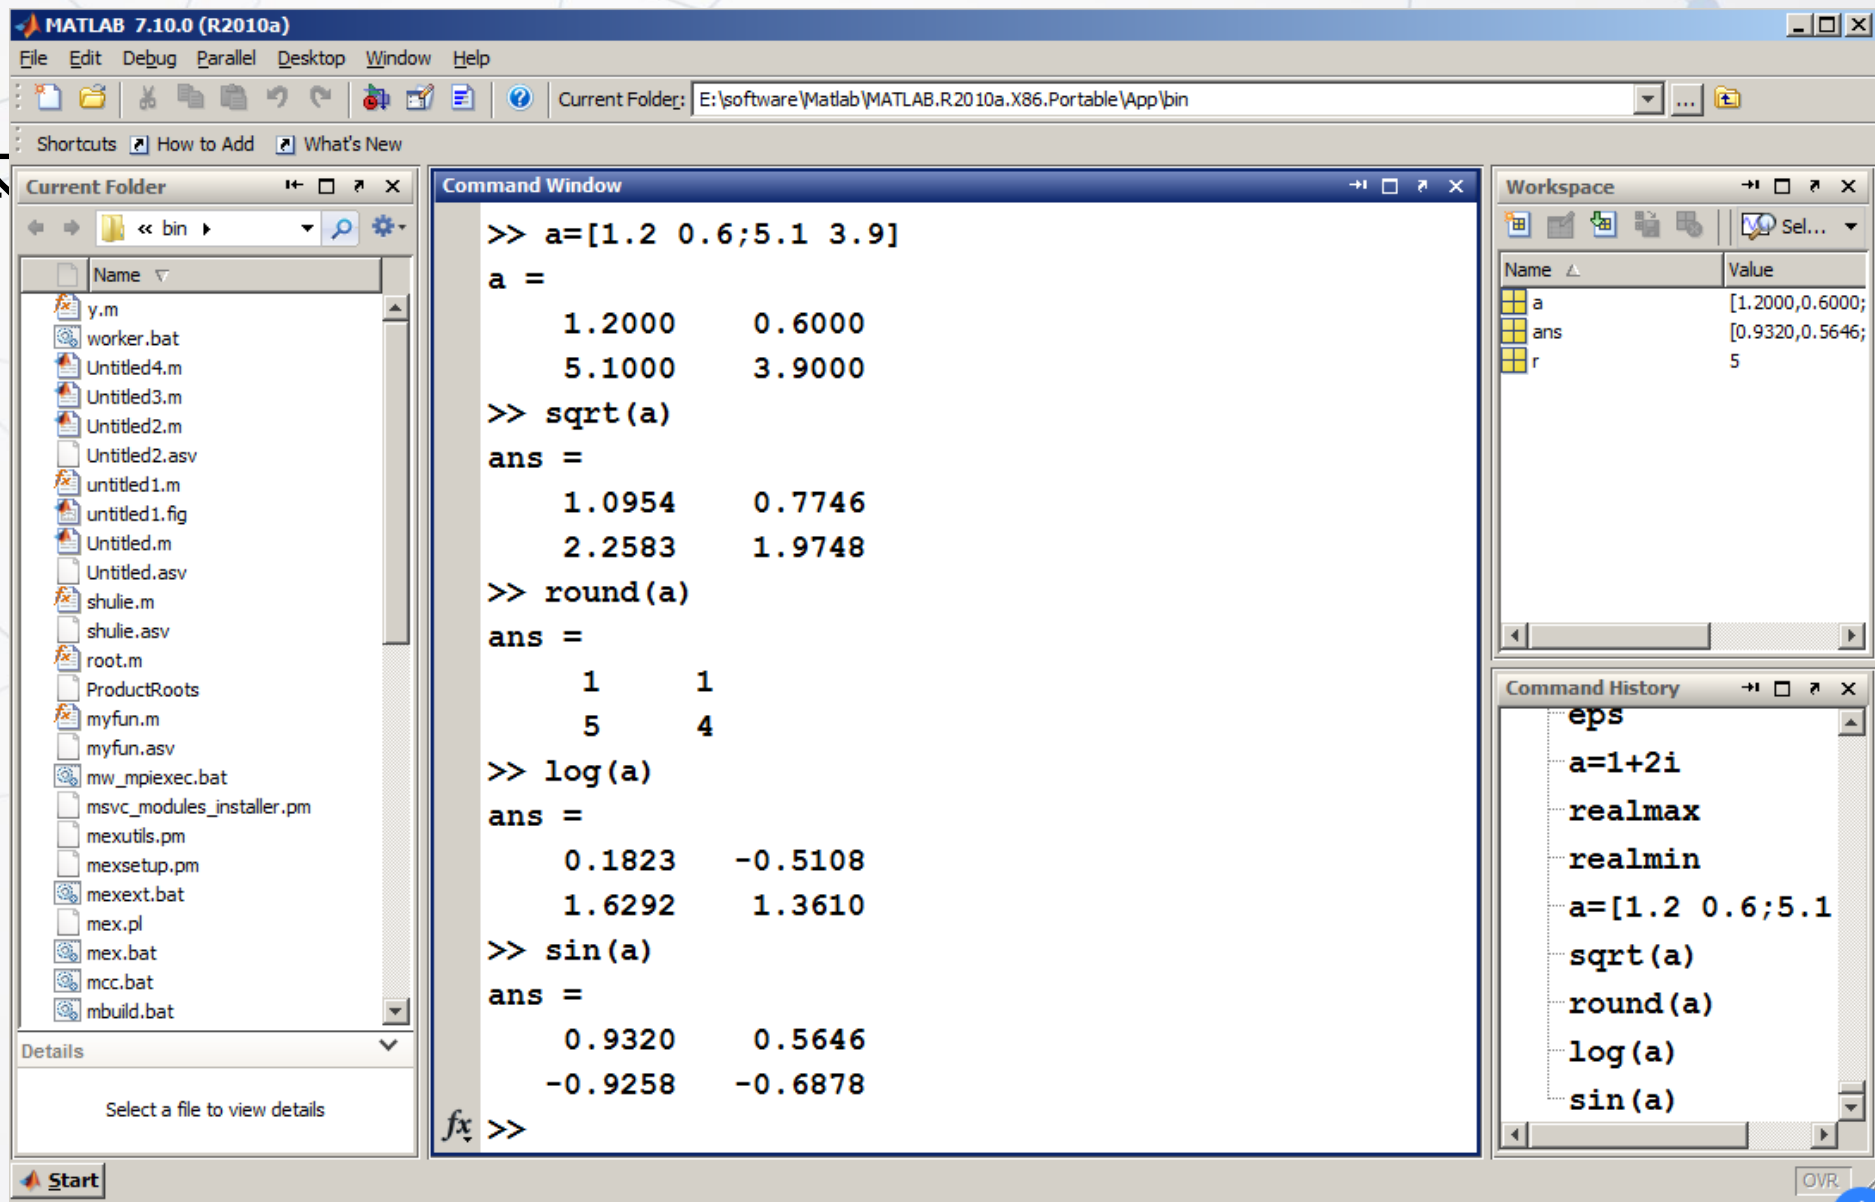 MATLAB 7.10.0 (R2010a)
File Edit Debug Parallel Desktop Window Help
Current Folder: E:\software\Matlab\MATLAB.R2010a.X86.Portable\App\bin
Shortcuts How to Add What's New
Current Folder
« bin
Name
y.m
worker.bat
Untitled4.m
Untitled3.m
Untitled2.m
Untitled2.asv
untitled1.m
untitled1.fig
Untitled.m
Untitled.asv
shulie.m
shulie.asv
root.m
ProductRoots
myfun.m
myfun.asv
mw_mpiexec.bat
msvc_modules_installer.pm
mexutils.pm
mexsetup.pm
mexext.bat
mex.pl
mex.bat
mcc.bat
mbuild.bat
Details
Select a file to view details
Command Window
>> a=[1.2 0.6;5.1 3.9]
a =
1.2000 0.6000
5.1000 3.9000
>> sqrt(a)
ans =
1.0954 0.7746
2.2583 1.9748
>> round(a)
ans =
1 1
5 4
>> log(a)
ans =
0.1823 -0.5108
1.6292 1.3610
>> sin(a)
ans =
0.9320 0.5646
-0.9258 -0.6878
fx >>
Workspace
Sel...
Name Value
a [1.2000,0.6000;
ans [0.9320,0.5646;
r 5
Command History
eps
a=1+2i
realmax
realmin
a=[1.2 0.6;5.1
sqrt(a)
round(a)
log(a)
sin(a)
Start
OVR